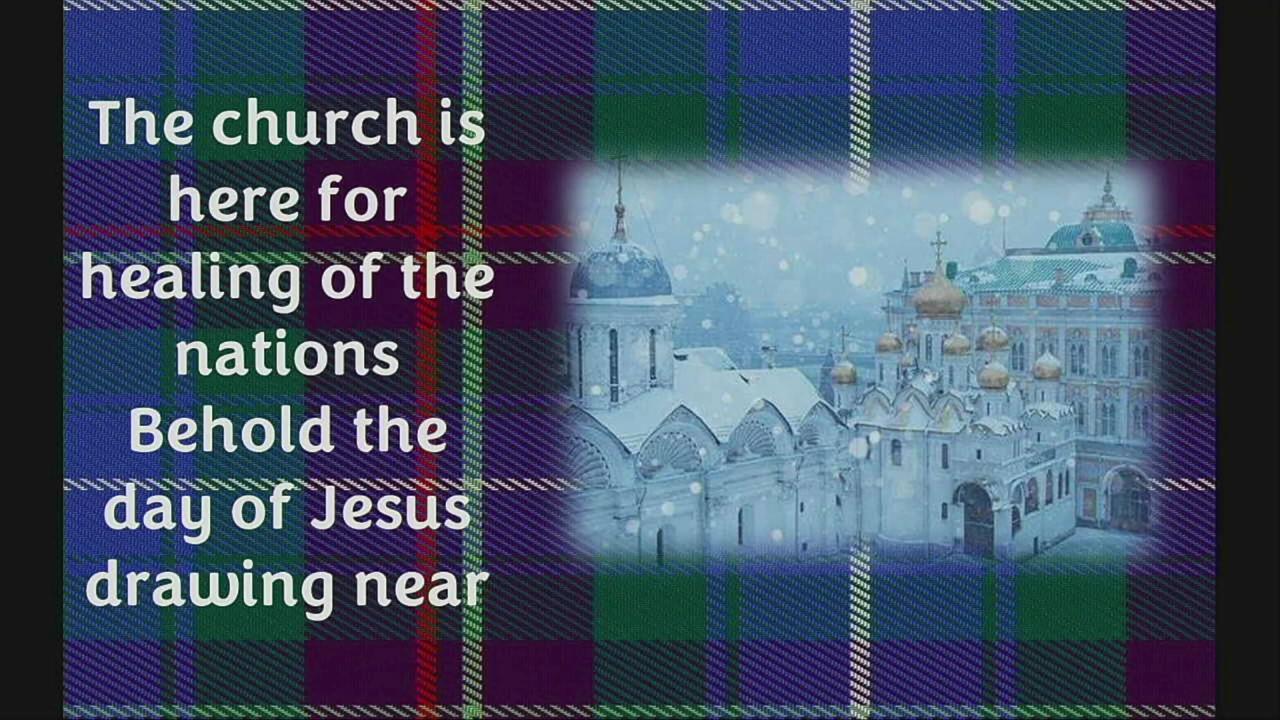 The church is
here for
healing of the
nations
Behold the
day of Jesus
drawing near